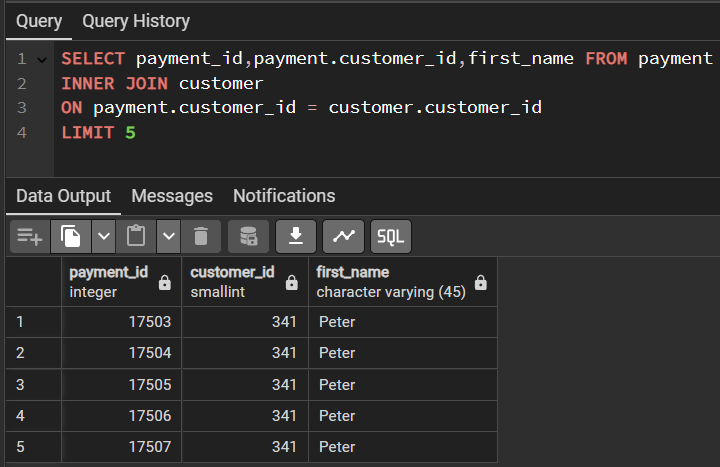 Query Query History
1 SELECT payment_id,payment.customer_id,first_name FROM payment
2 INNER JOIN customer
3 ON payment.customer_id = customer.customer_id
4 LIMIT 5
Data Output Messages Notifications
SQL
payment_id customer_id first_name
integer smallint character varying (45)
1 17503 341 Peter
2 17504 341 Peter
3 17505 341 Peter
4 17506 341 Peter
5 17507 341 Peter